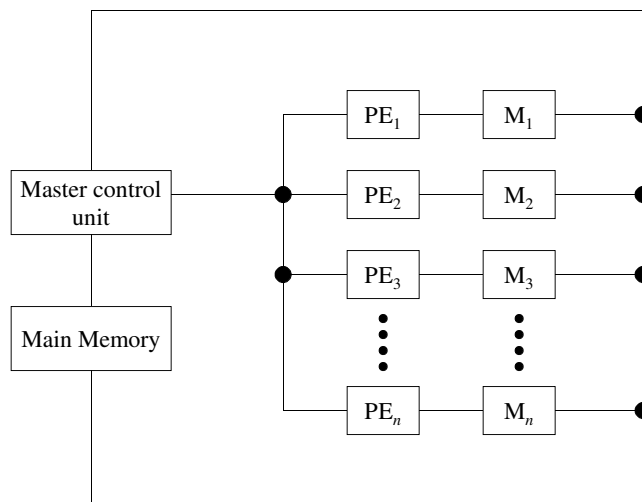 PE₁ M₁
Master control
unit
PE₂ M₂
PE₃ M₃
Main Memory
PEₙ Mₙ